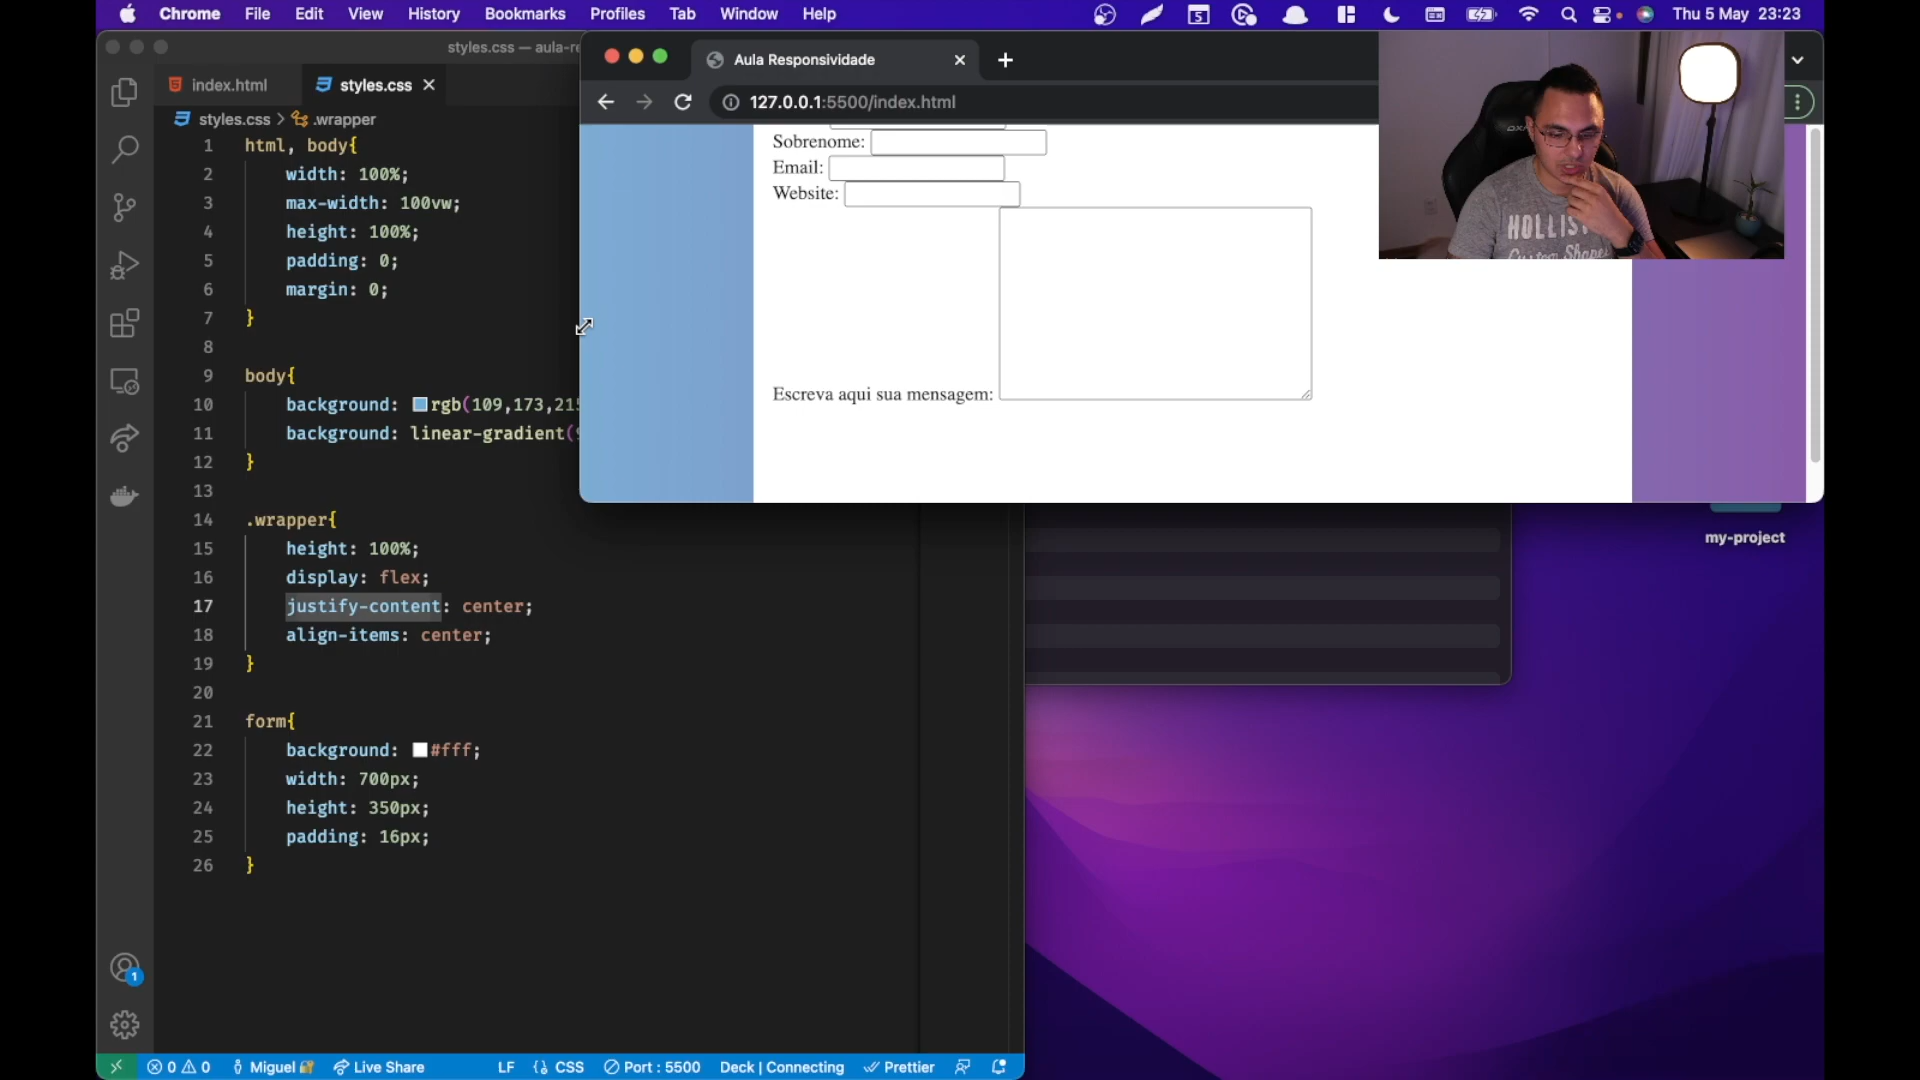 Chrome File Edit View History Bookmarks Profiles Tab Window Help Thu 5 May 23:23
styles.css — aula-re
index.html styles.css
styles.css > .wrapper
1 html, body{
2 width: 100%;
3 max-width: 100vw;
4 height: 100%;
5 padding: 0;
6 margin: 0;
7 }
8
9 body{
10 background: rgb(109,173,215
11 background: linear-gradient(
12 }
13
14 .wrapper{
15 height: 100%;
16 display: flex;
17 justify-content: center;
18 align-items: center;
19 }
20
21 form{
22 background: #fff;
23 width: 700px;
24 height: 350px;
25 padding: 16px;
26 }
1
0 0 Miguel Live Share LF CSS Port : 5500 Deck | Connecting Prettier
Aula Responsividade
127.0.0.1:5500/index.html
Sobrenome:
Email:
Website:
Escreva aqui sua mensagem:
HOLLIS
Custom Shape
my-project